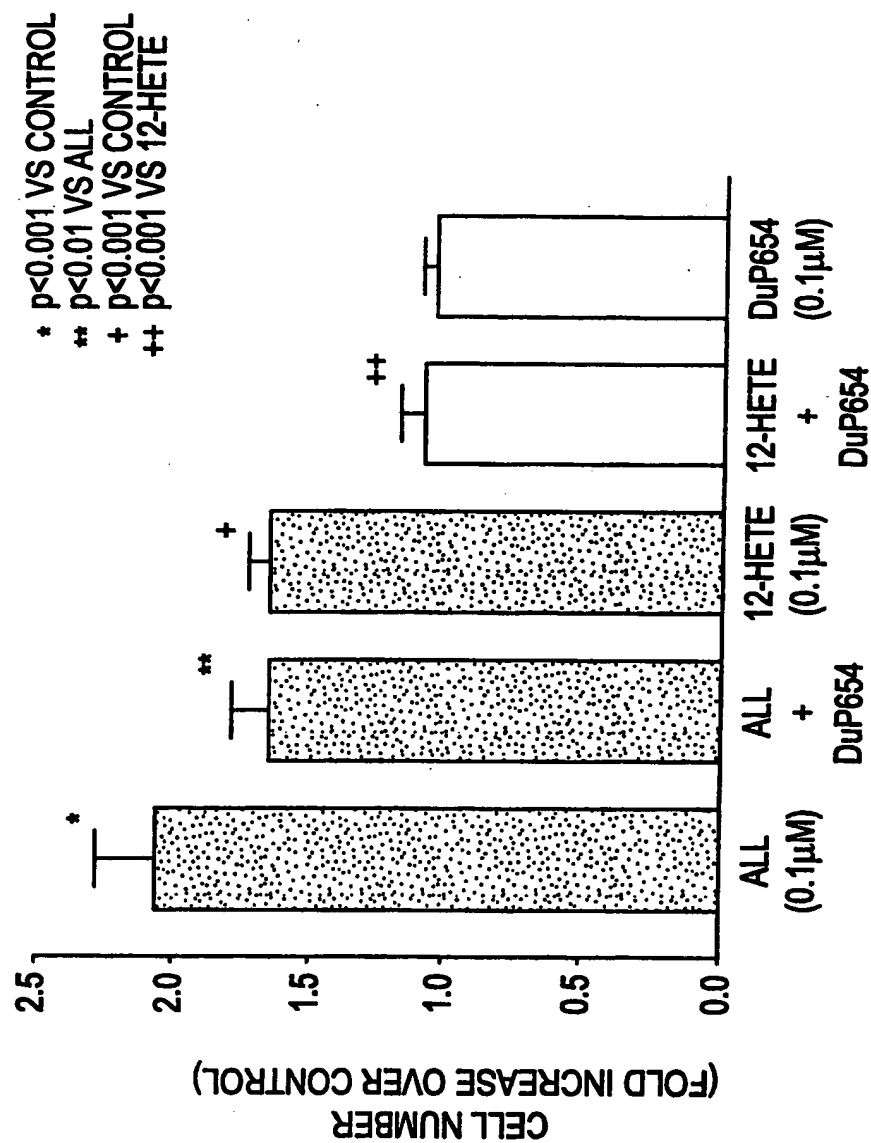 * p<0.001 VS CONTROL
** p<0.01 VS ALL
+ p<0.001 VS CONTROL
++ p<0.001 VS 12-HETE
CELL NUMBER
(FOLD INCREASE OVER CONTROL)
2.5
2.0
1.5
1.0
0.5
0.0
*
**
+
++
ALL
(0.1μM)
ALL
+
DuP654
12-HETE
(0.1μM)
12-HETE
+
DuP654
DuP654
(0.1μM)